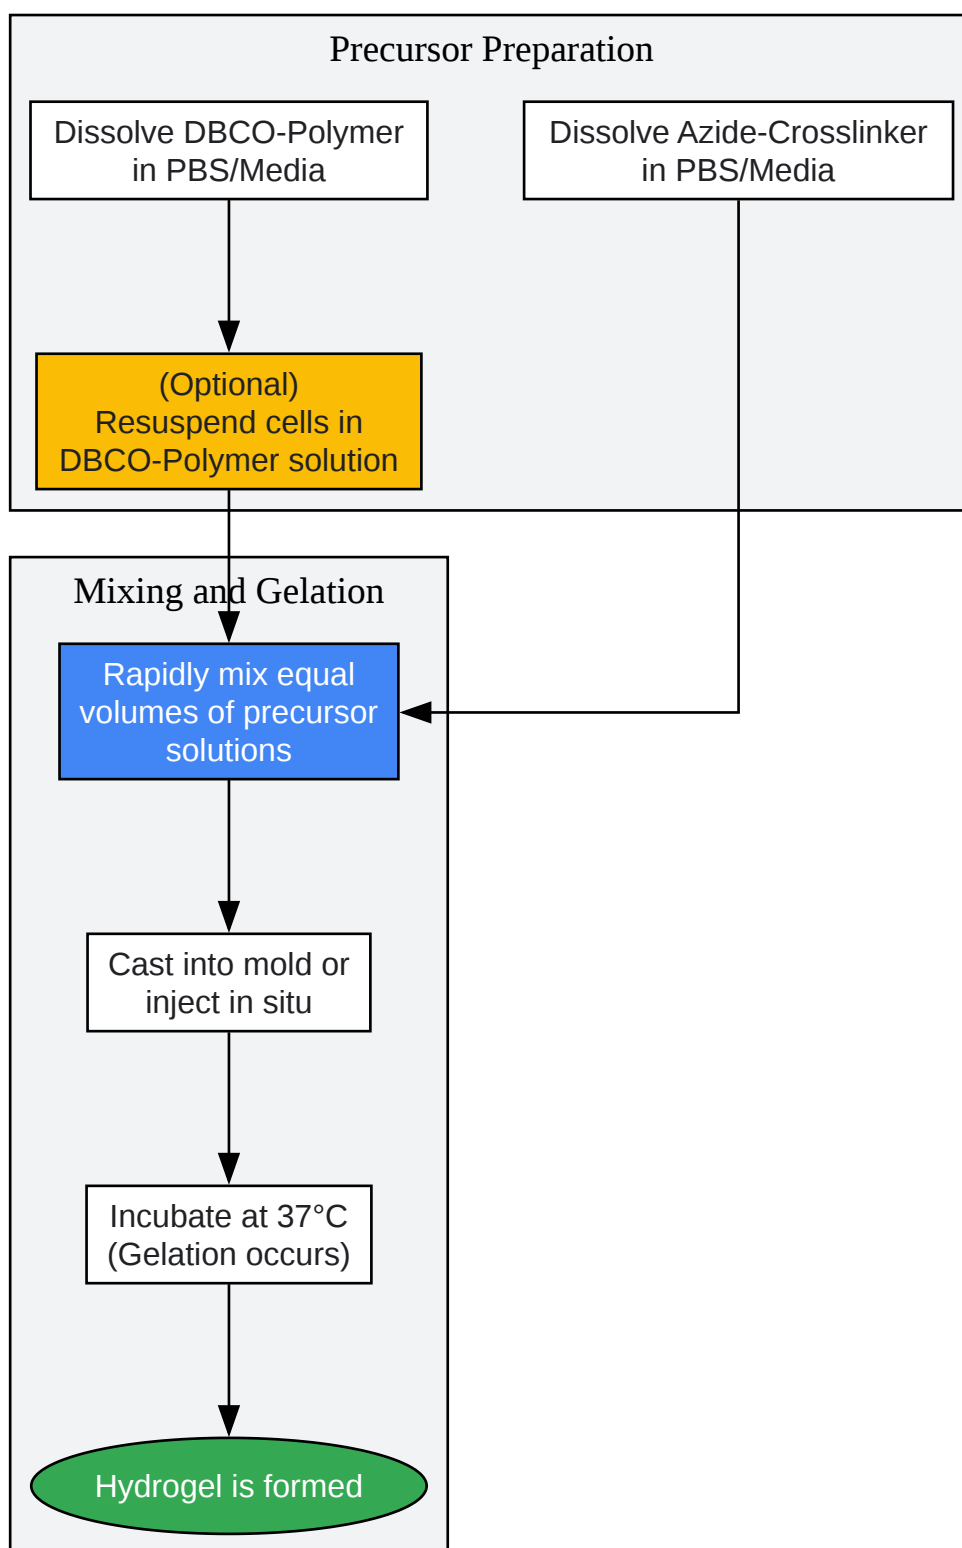 Precursor Preparation
Dissolve DBCO-Polymer
in PBS/Media
Dissolve Azide-Crosslinker
in PBS/Media
(Optional)
Resuspend cells in
DBCO-Polymer solution
Mixing and Gelation
Rapidly mix equal
volumes of precursor
solutions
Cast into mold or
inject in situ
Incubate at 37°C
(Gelation occurs)
Hydrogel is formed